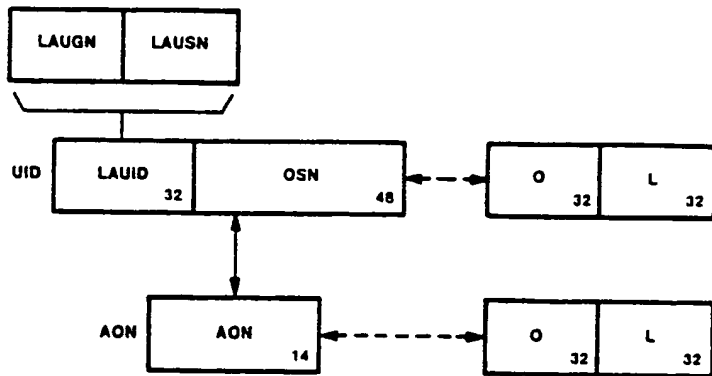 LAUGN LAUSN
UID LAUID 32 OSN 48 O 32 L 32
AON AON 14 O 32 L 32